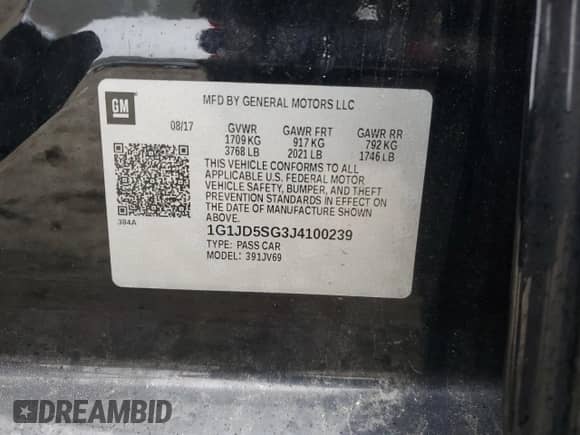 GM
MFD BY GENERAL MOTORS LLC
08/17 GVWR GAWR FRT GAWR RR
1709 KG 917 KG 792 KG
3768 LB 2021 LB 1746 LB
THIS VEHICLE CONFORMS TO ALL
APPLICABLE U.S. FEDERAL MOTOR
VEHICLE SAFETY, BUMPER, AND THEFT
PREVENTION STANDARDS IN EFFECT ON
THE DATE OF MANUFACTURE SHOWN
ABOVE.
384A
1G1JD5SG3J4100239
TYPE: PASS CAR
MODEL: 391JV69
DREAMBID